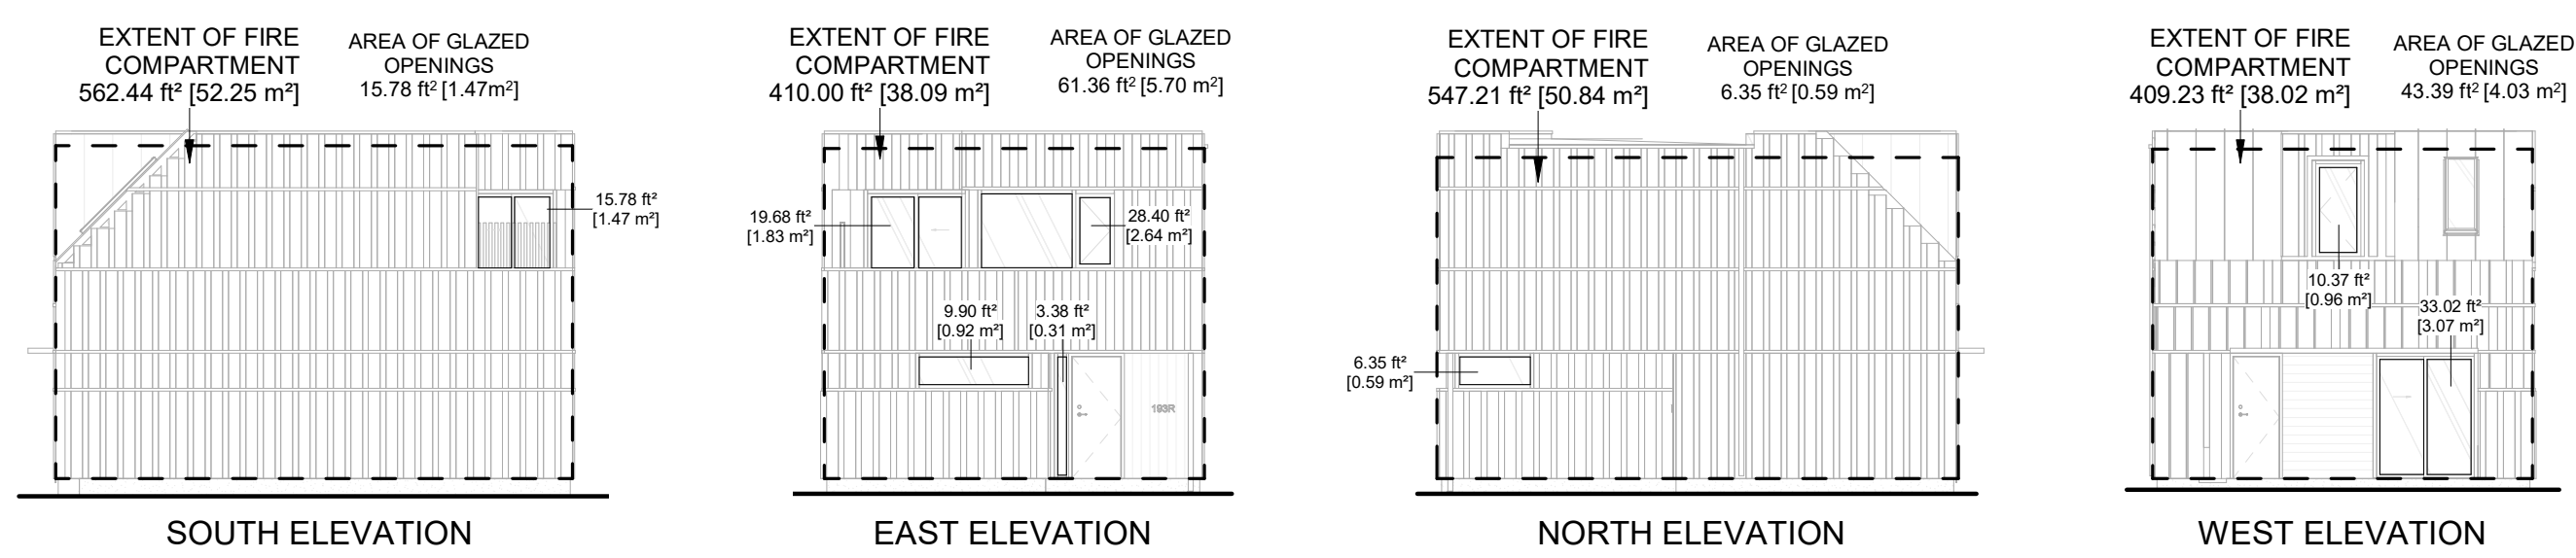 EXTENT OF FIRE
COMPARTMENT
562.44 ft² [52.25 m²]
AREA OF GLAZED
OPENINGS
15.78 ft² [1.47m²]
15.78 ft²
[1.47 m²]
SOUTH ELEVATION
EXTENT OF FIRE
COMPARTMENT
410.00 ft² [38.09 m²]
AREA OF GLAZED
OPENINGS
61.36 ft² [5.70 m²]
19.68 ft²
[1.83 m²]
28.40 ft²
[2.64 m²]
9.90 ft²
[0.92 m²]
3.38 ft²
[0.31 m²]
193R
EAST ELEVATION
EXTENT OF FIRE
COMPARTMENT
547.21 ft² [50.84 m²]
AREA OF GLAZED
OPENINGS
6.35 ft² [0.59 m²]
6.35 ft²
[0.59 m²]
NORTH ELEVATION
EXTENT OF FIRE
COMPARTMENT
409.23 ft² [38.02 m²]
AREA OF GLAZED
OPENINGS
43.39 ft² [4.03 m²]
10.37 ft²
[0.96 m²]
33.02 ft²
[3.07 m²]
WEST ELEVATION